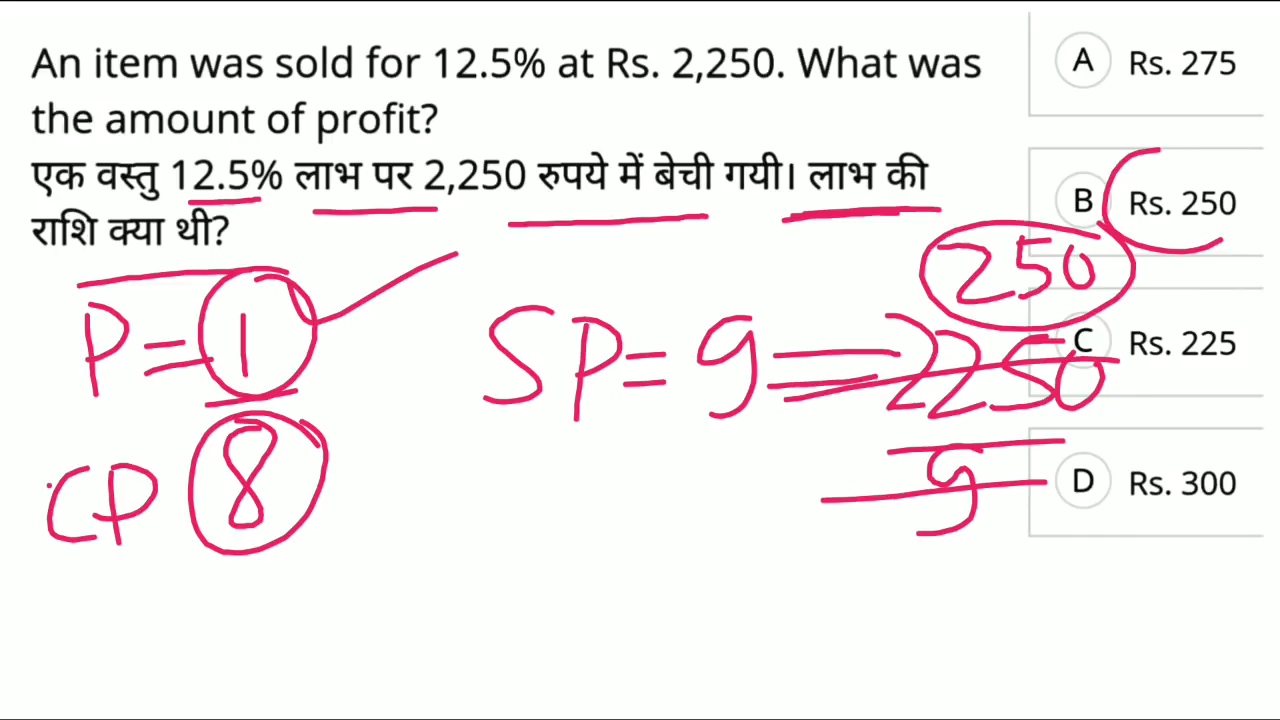 An item was sold for 12.5% at Rs. 2,250. What was
the amount of profit?
एक वस्तु 12.5% लाभ पर 2,250 रुपये में बेची गयी। लाभ की
राशि क्या थी?
A Rs. 275
B Rs. 250
C Rs. 225
D Rs. 300
250
P = 1
SP = 9 = 2250
9
CP 8